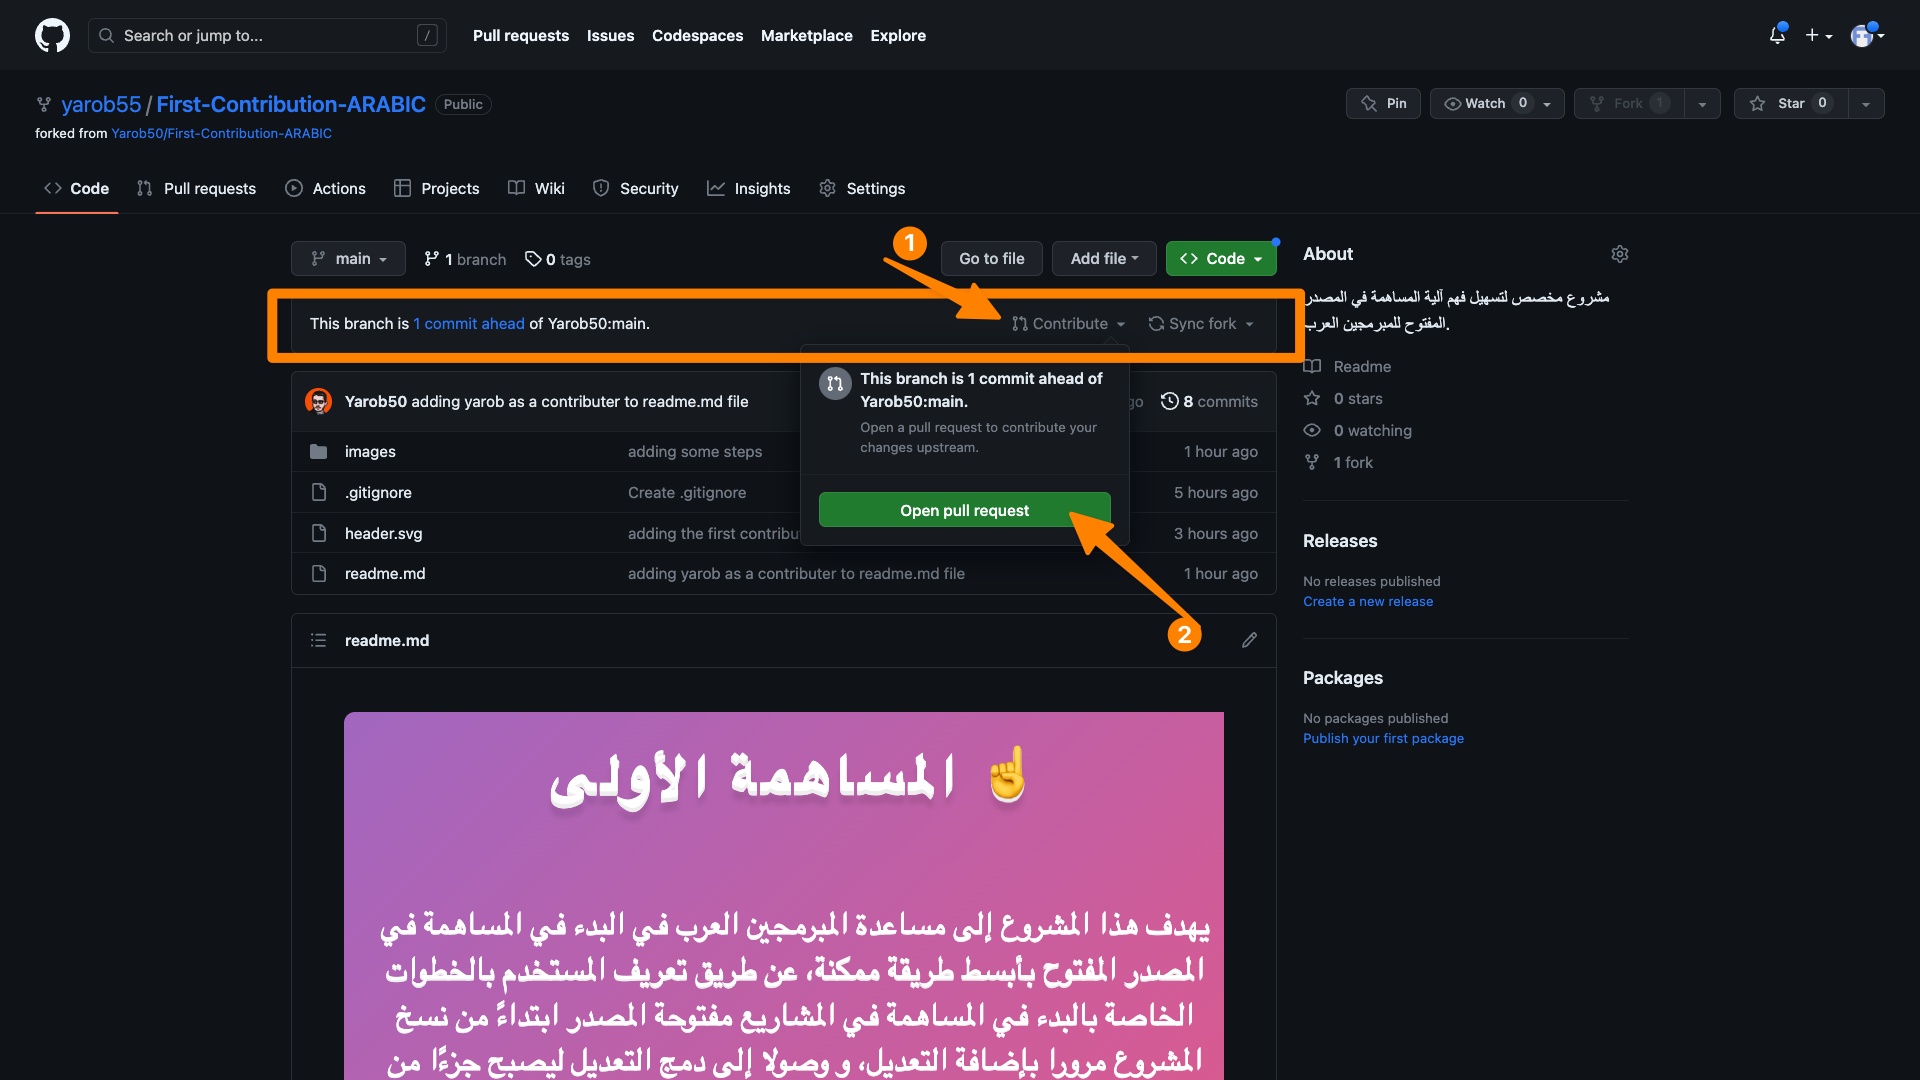 Search or jump to...
/
Pull requests
Issues
Codespaces
Marketplace
Explore
yarob55 / First-Contribution-ARABIC
Public
forked from Yarob50/First-Contribution-ARABIC
Pin
Watch 0
Fork 1
Star 0
Code
Pull requests
Actions
Projects
Wiki
Security
Insights
Settings
main
1 branch
0 tags
1
Go to file
Add file
Code
This branch is 1 commit ahead of Yarob50:main.
Contribute
Sync fork
This branch is 1 commit ahead of
Yarob50:main.
Open a pull request to contribute your
changes upstream.
Open pull request
2
Yarob50 adding yarob as a contributer to readme.md file
go
8 commits
images
adding some steps
1 hour ago
.gitignore
Create .gitignore
5 hours ago
header.svg
adding the first contribu
3 hours ago
readme.md
adding yarob as a contributer to readme.md file
1 hour ago
readme.md
المساهمة الأولى
يهدف هذا المشروع إلى مساعدة المبرمجين العرب في البدء في المساهمة في
المصدر المفتوح بأبسط طريقة ممكنة، عن طريق تعريف المستخدم بالخطوات
الخاصة بالبدء في المساهمة في المشاريع مفتوحة المصدر ابتداءً من نسخ
المشروع مرورا بإضافة التعديل، و وصولا إلى دمج التعديل ليصبح جزءًا من
About
مشروع مخصص لتسهيل فهم آلية المساهمة في المصدر
المفتوح للمبرمجين العرب.
Readme
0 stars
0 watching
1 fork
Releases
No releases published
Create a new release
Packages
No packages published
Publish your first package